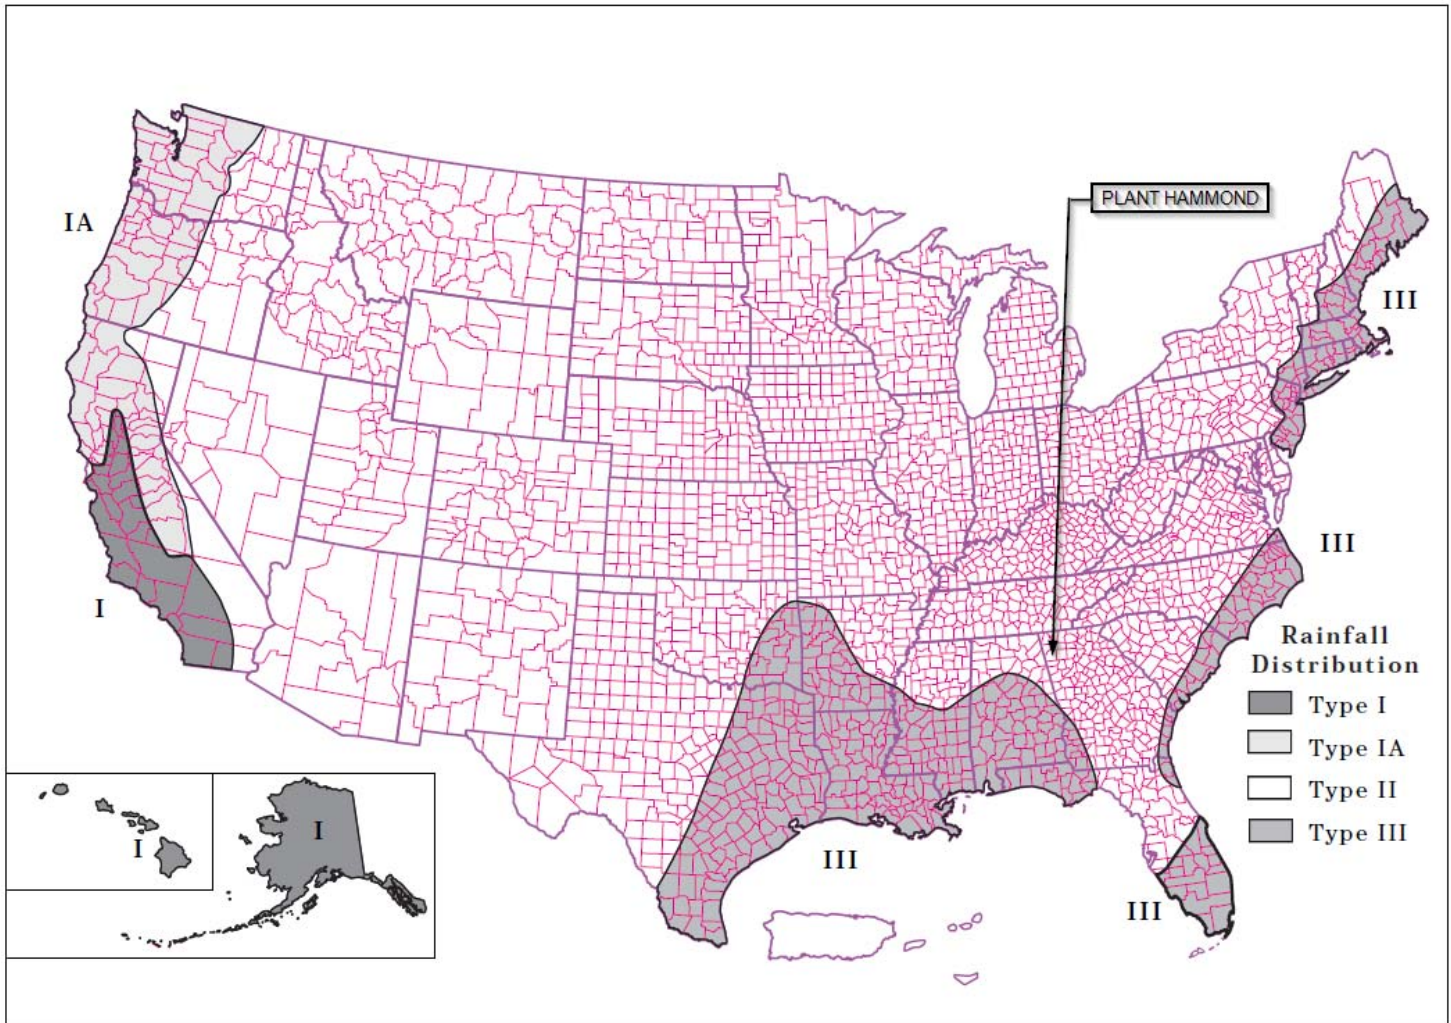 PLANT HAMMOND
IA
III
III
I
Rainfall
Distribution
Type I
Type IA
Type II
Type III
I
I
III
III